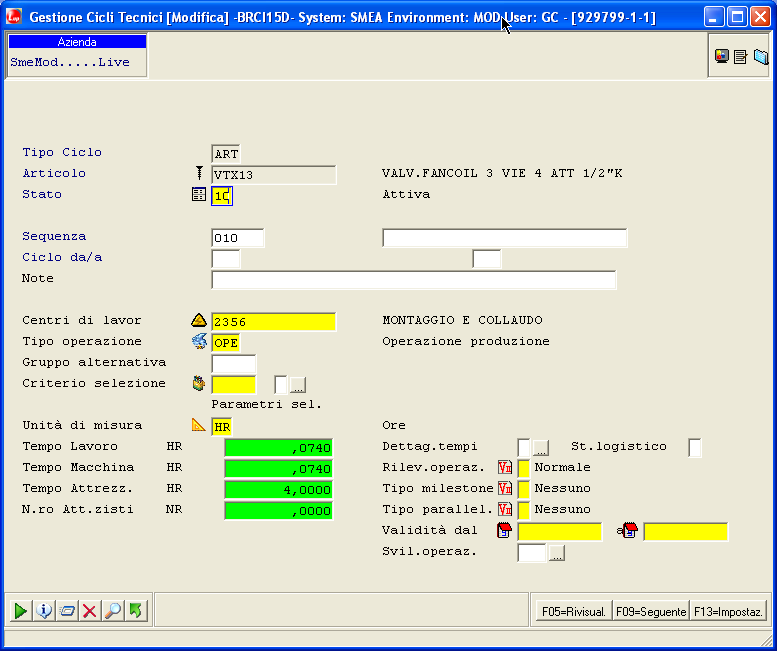 Gestione Cicli Tecnici [Modifica] -BRCI15D- System: SMEA Environment: MOD User: GC - [929799-1-1]
Azienda
SmeMod.....Live
Tipo Ciclo ART
Articolo VTX13 VALV.FANCOIL 3 VIE 4 ATT 1/2"K
Stato 10 Attiva
Sequenza 010
Ciclo da/a
Note
Centri di lavor 2356 MONTAGGIO E COLLAUDO
Tipo operazione OPE Operazione produzione
Gruppo alternativa
Criterio selezione ...
Parametri sel.
Unità di misura HR Ore
Tempo Lavoro HR ,0740 Dettag.tempi ... St.logistico
Tempo Macchina HR ,0740 Rilev.operaz. Normale
Tempo Attrezz. HR 4,0000 Tipo milestone Nessuno
N.ro Att.zisti NR ,0000 Tipo parallel. Nessuno
Validità dal a
Svil.operaz. ...
F05=Rivisual. F09=Seguente F13=Impostaz.